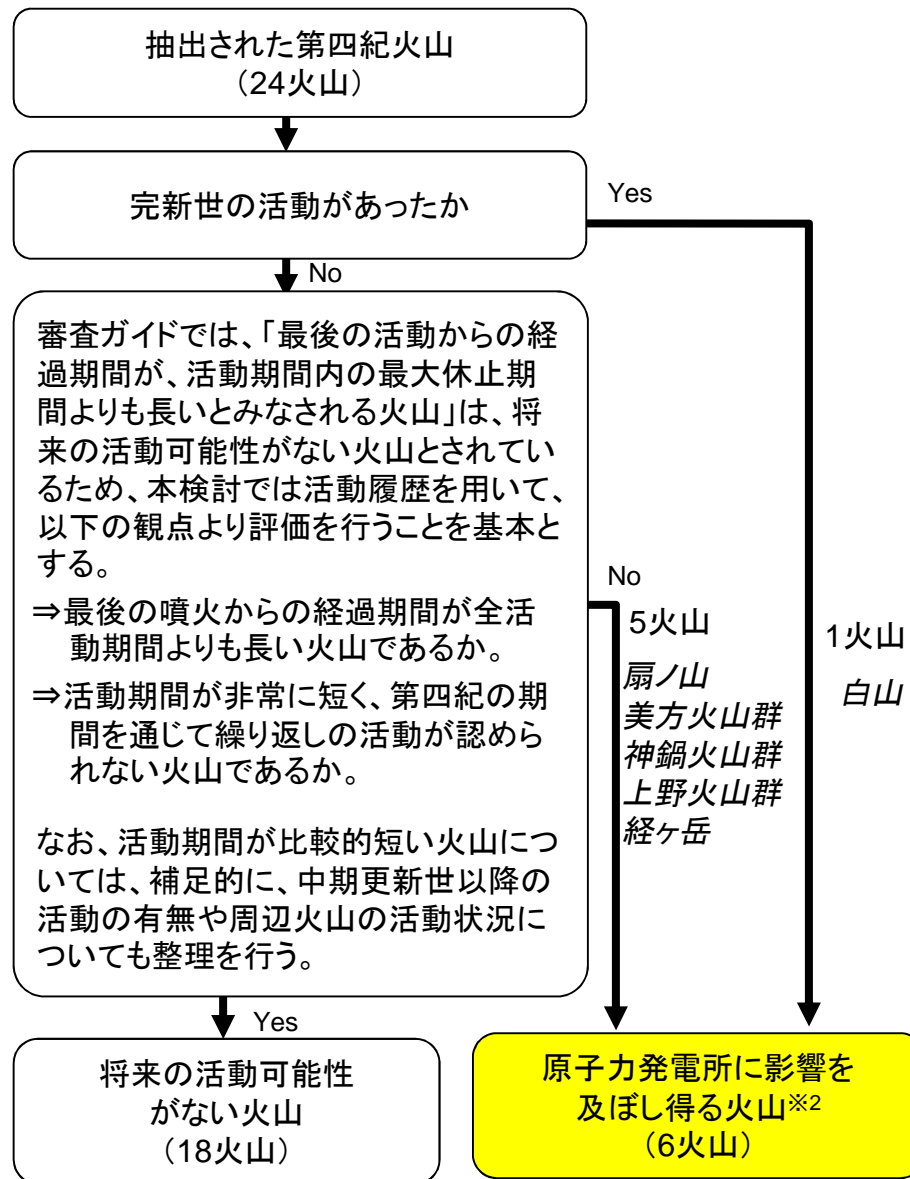 抽出された第四紀火山
(24火山)
完新世の活動があったか
Yes
No
審査ガイドでは、「最後の活動からの経
過期間が、活動期間内の最大休止期
間よりも長いとみなされる火山」は、将
来の活動可能性がない火山とされてい
るため、本検討では活動履歴を用いて、
以下の観点より評価を行うことを基本と
する。
⇒最後の噴火からの経過期間が全活
動期間よりも長い火山であるか。
⇒活動期間が非常に短く、第四紀の期
間を通じて繰り返しの活動が認めら
れない火山であるか。
なお、活動期間が比較的短い火山につ
いては、補足的に、中期更新世以降の
活動の有無や周辺火山の活動状況に
ついても整理を行う。
No
5火山
扇ノ山
美方火山群
神鍋火山群
上野火山群
経ヶ岳
1火山
白山
Yes
将来の活動可能性
がない火山
(18火山)
原子力発電所に影響を
及ぼし得る火山※2
(6火山)